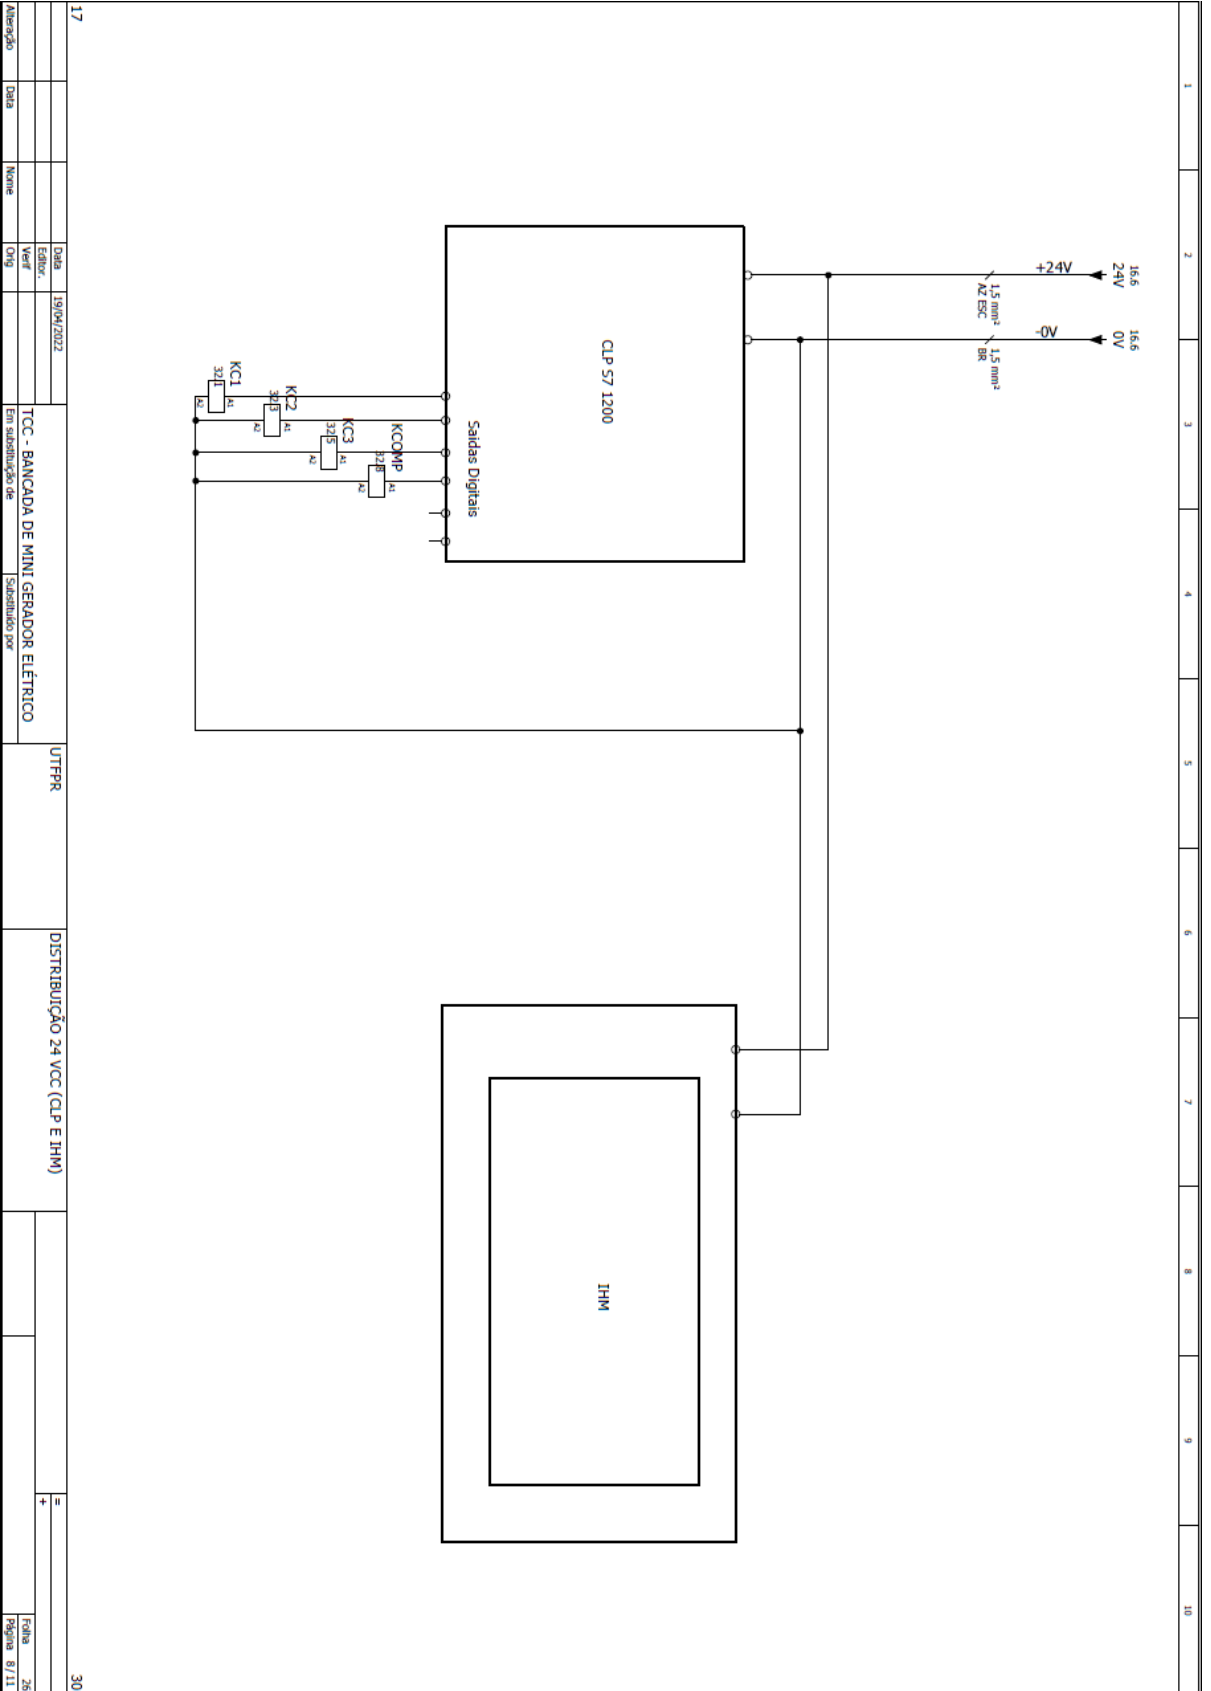 1 2 3 4 5 6 7 8 9 10
16.6
24V
16.6
0V
+24V
-0V
1,5 mm²
AZ ESC
1,5 mm²
BR
CLP S7 1200
Saidas Digitais
KC1
32.1
A1
A2
KC2
32.3
A1
A2
KC3
32.5
A1
A2
KCOMP
32.8
A1
A2
IHM
17
30
Data 19/04/2022
Editor.
Verif
Alteração Data Nome Orig
TCC - BANCADA DE MINI GERADOR ELÉTRICO
Em substituição de Substituído por
UTFPR
DISTRIBUIÇÃO 24 VCC (CLP E IHM)
=
+
Folha 26
Página 8/11